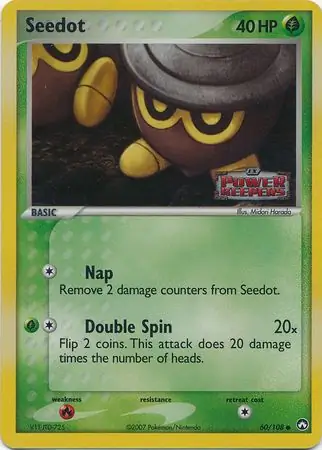 Seedot
40 HP
EX
POWER
KEEPERS
BASIC
Illus. Midori Harada
Nap
Remove 2 damage counters from Seedot.
Double Spin 20x
Flip 2 coins. This attack does 20 damage
times the number of heads.
weakness resistance retreat cost
©2007 Pokémon/Nintendo
60/108 ●